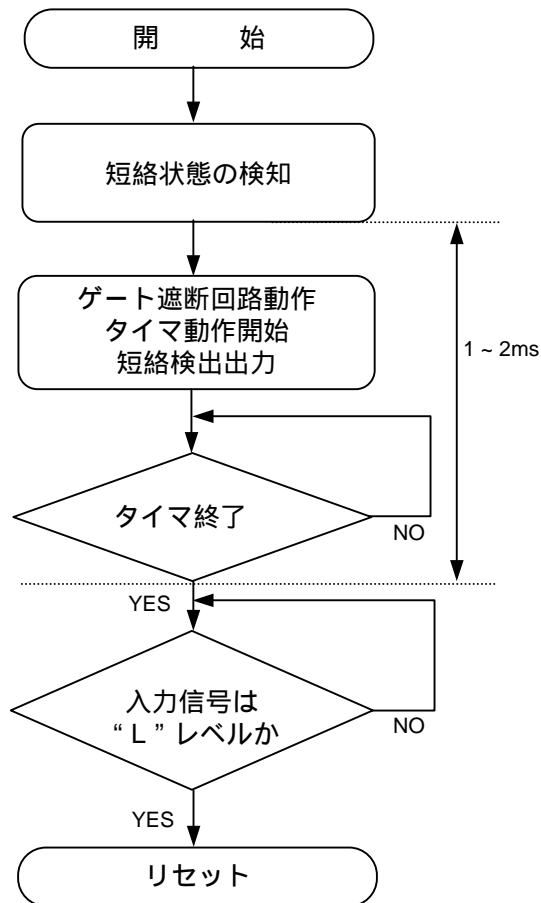 開 始
短絡状態の検知
ゲート遮断回路動作
タイマ動作開始
短絡検出出力
1 ~ 2ms
タイマ終了
NO
YES
入力信号は
“ L ” レベルか
NO
YES
リセット